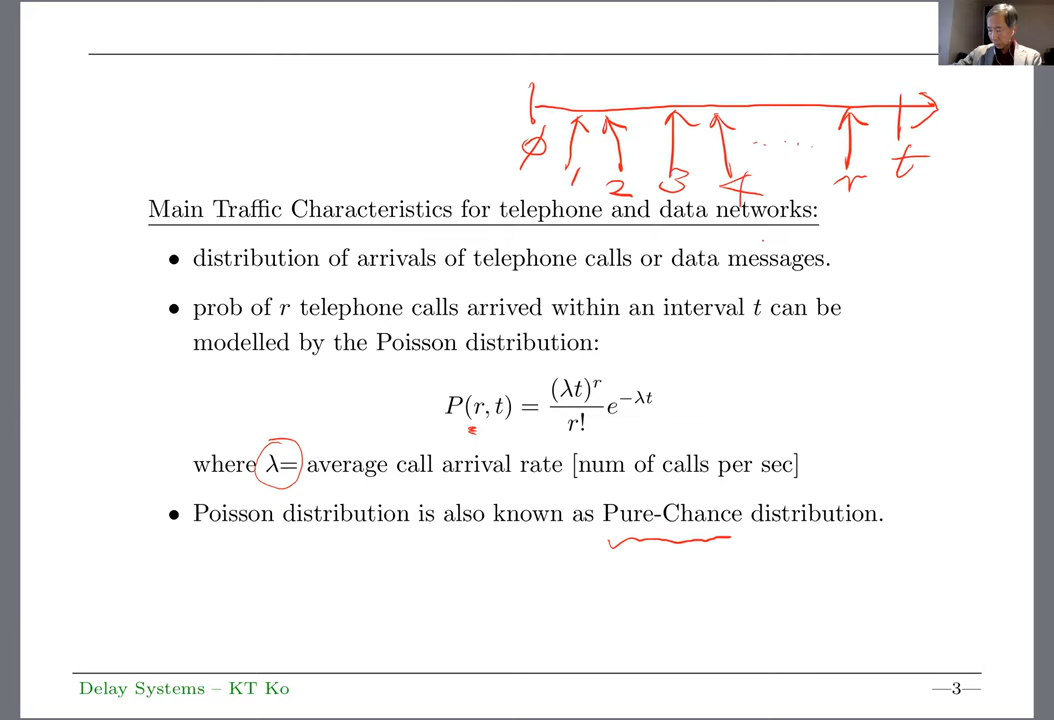 ∅ 1 2 3 4 ..... r t
Main Traffic Characteristics for telephone and data networks:
• distribution of arrivals of telephone calls or data messages.
• prob of r telephone calls arrived within an interval t can be
modelled by the Poisson distribution:
P(r, t) = (λt)^r / r! e^{−λt}
where λ= average call arrival rate [num of calls per sec]
• Poisson distribution is also known as Pure-Chance distribution.
Delay Systems – KT Ko —3—